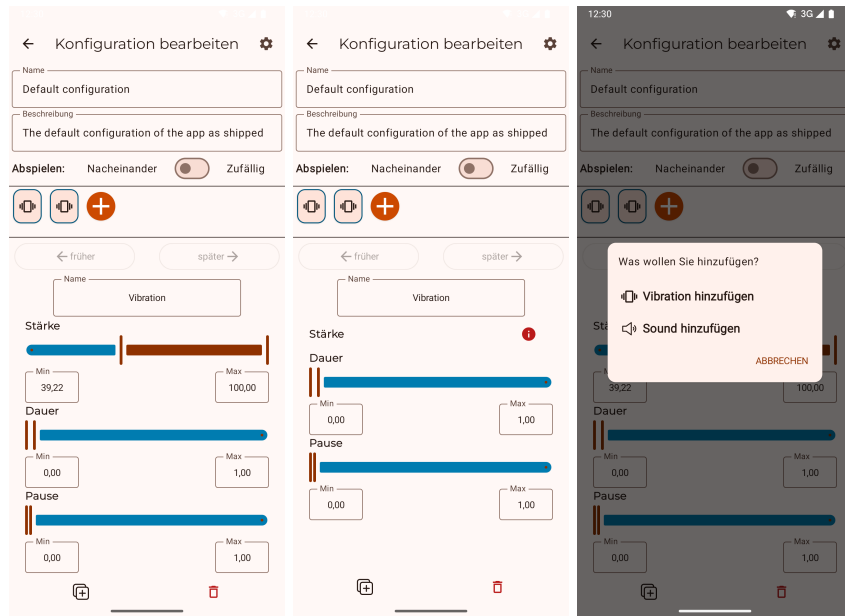 Konfiguration bearbeiten
Name
Default configuration
Beschreibung
The default configuration of the app as shipped
Abspielen: Nacheinander Zufällig
früher später
Name
Vibration
Stärke
Min Max
39,22 100,00
Dauer
Min Max
0,00 1,00
Pause
Min Max
0,00 1,00
Konfiguration bearbeiten
Name
Default configuration
Beschreibung
The default configuration of the app as shipped
Abspielen: Nacheinander Zufällig
früher später
Name
Vibration
Stärke
Dauer
Min Max
0,00 1,00
Pause
Min Max
0,00 1,00
12:30 3G
Konfiguration bearbeiten
Name
Default configuration
Beschreibung
The default configuration of the app as shipped
Abspielen: Nacheinander Zufällig
Was wollen Sie hinzufügen?
Vibration hinzufügen
Sound hinzufügen
ABBRECHEN
Stä
39,22 100,00
Dauer
Min Max
0,00 1,00
Pause
Min Max
0,00 1,00